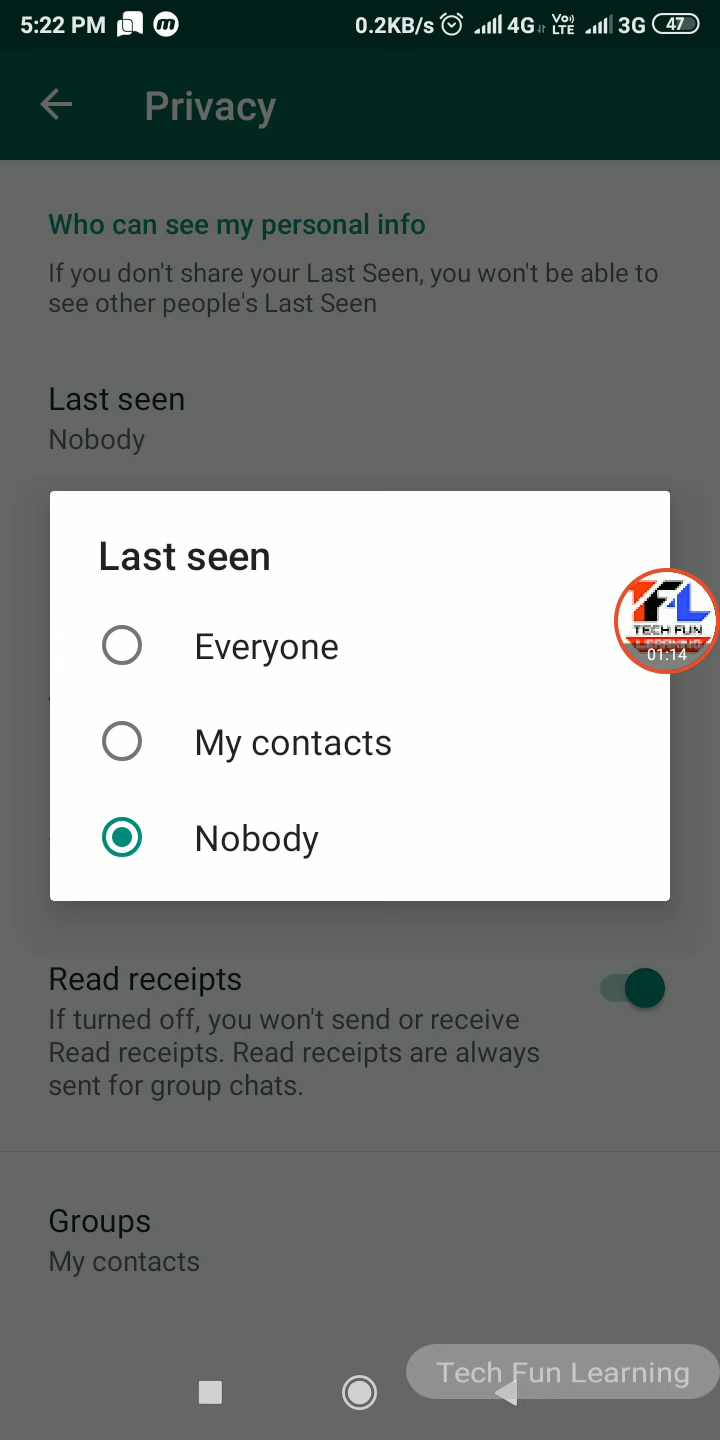 5:22 PM
0.2KB/s 4G Vo)) LTE 3G 47
Privacy
Who can see my personal info
If you don't share your Last Seen, you won't be able to
see other people's Last Seen
Last seen
Nobody
Last seen
Everyone
My contacts
Nobody
TECH FUN
LEARNING
01:14
Read receipts
If turned off, you won't send or receive
Read receipts. Read receipts are always
sent for group chats.
Groups
My contacts
Tech Fun Learning